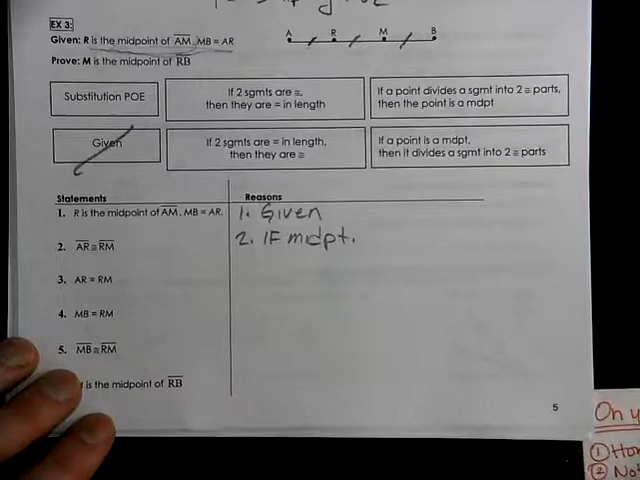 EX 3:
Given: R is the midpoint of AM, MB = AR
A R M B
Prove: M is the midpoint of RB
Substitution POE
If 2 sgmts are ≅,
then they are = in length
If a point divides a sgmt into 2 ≅ parts,
then the point is a mdpt
Given
If 2 sgmts are = in length,
then they are ≅
If a point is a mdpt,
then it divides a sgmt into 2 ≅ parts
Statements Reasons
1. R is the midpoint of AM, MB = AR. 1. Given
2. AR ≅ RM 2. IF midpt.
3. AR = RM
4. MB = RM
5. MB ≅ RM
is the midpoint of RB
5
On y
① Hor
② Not